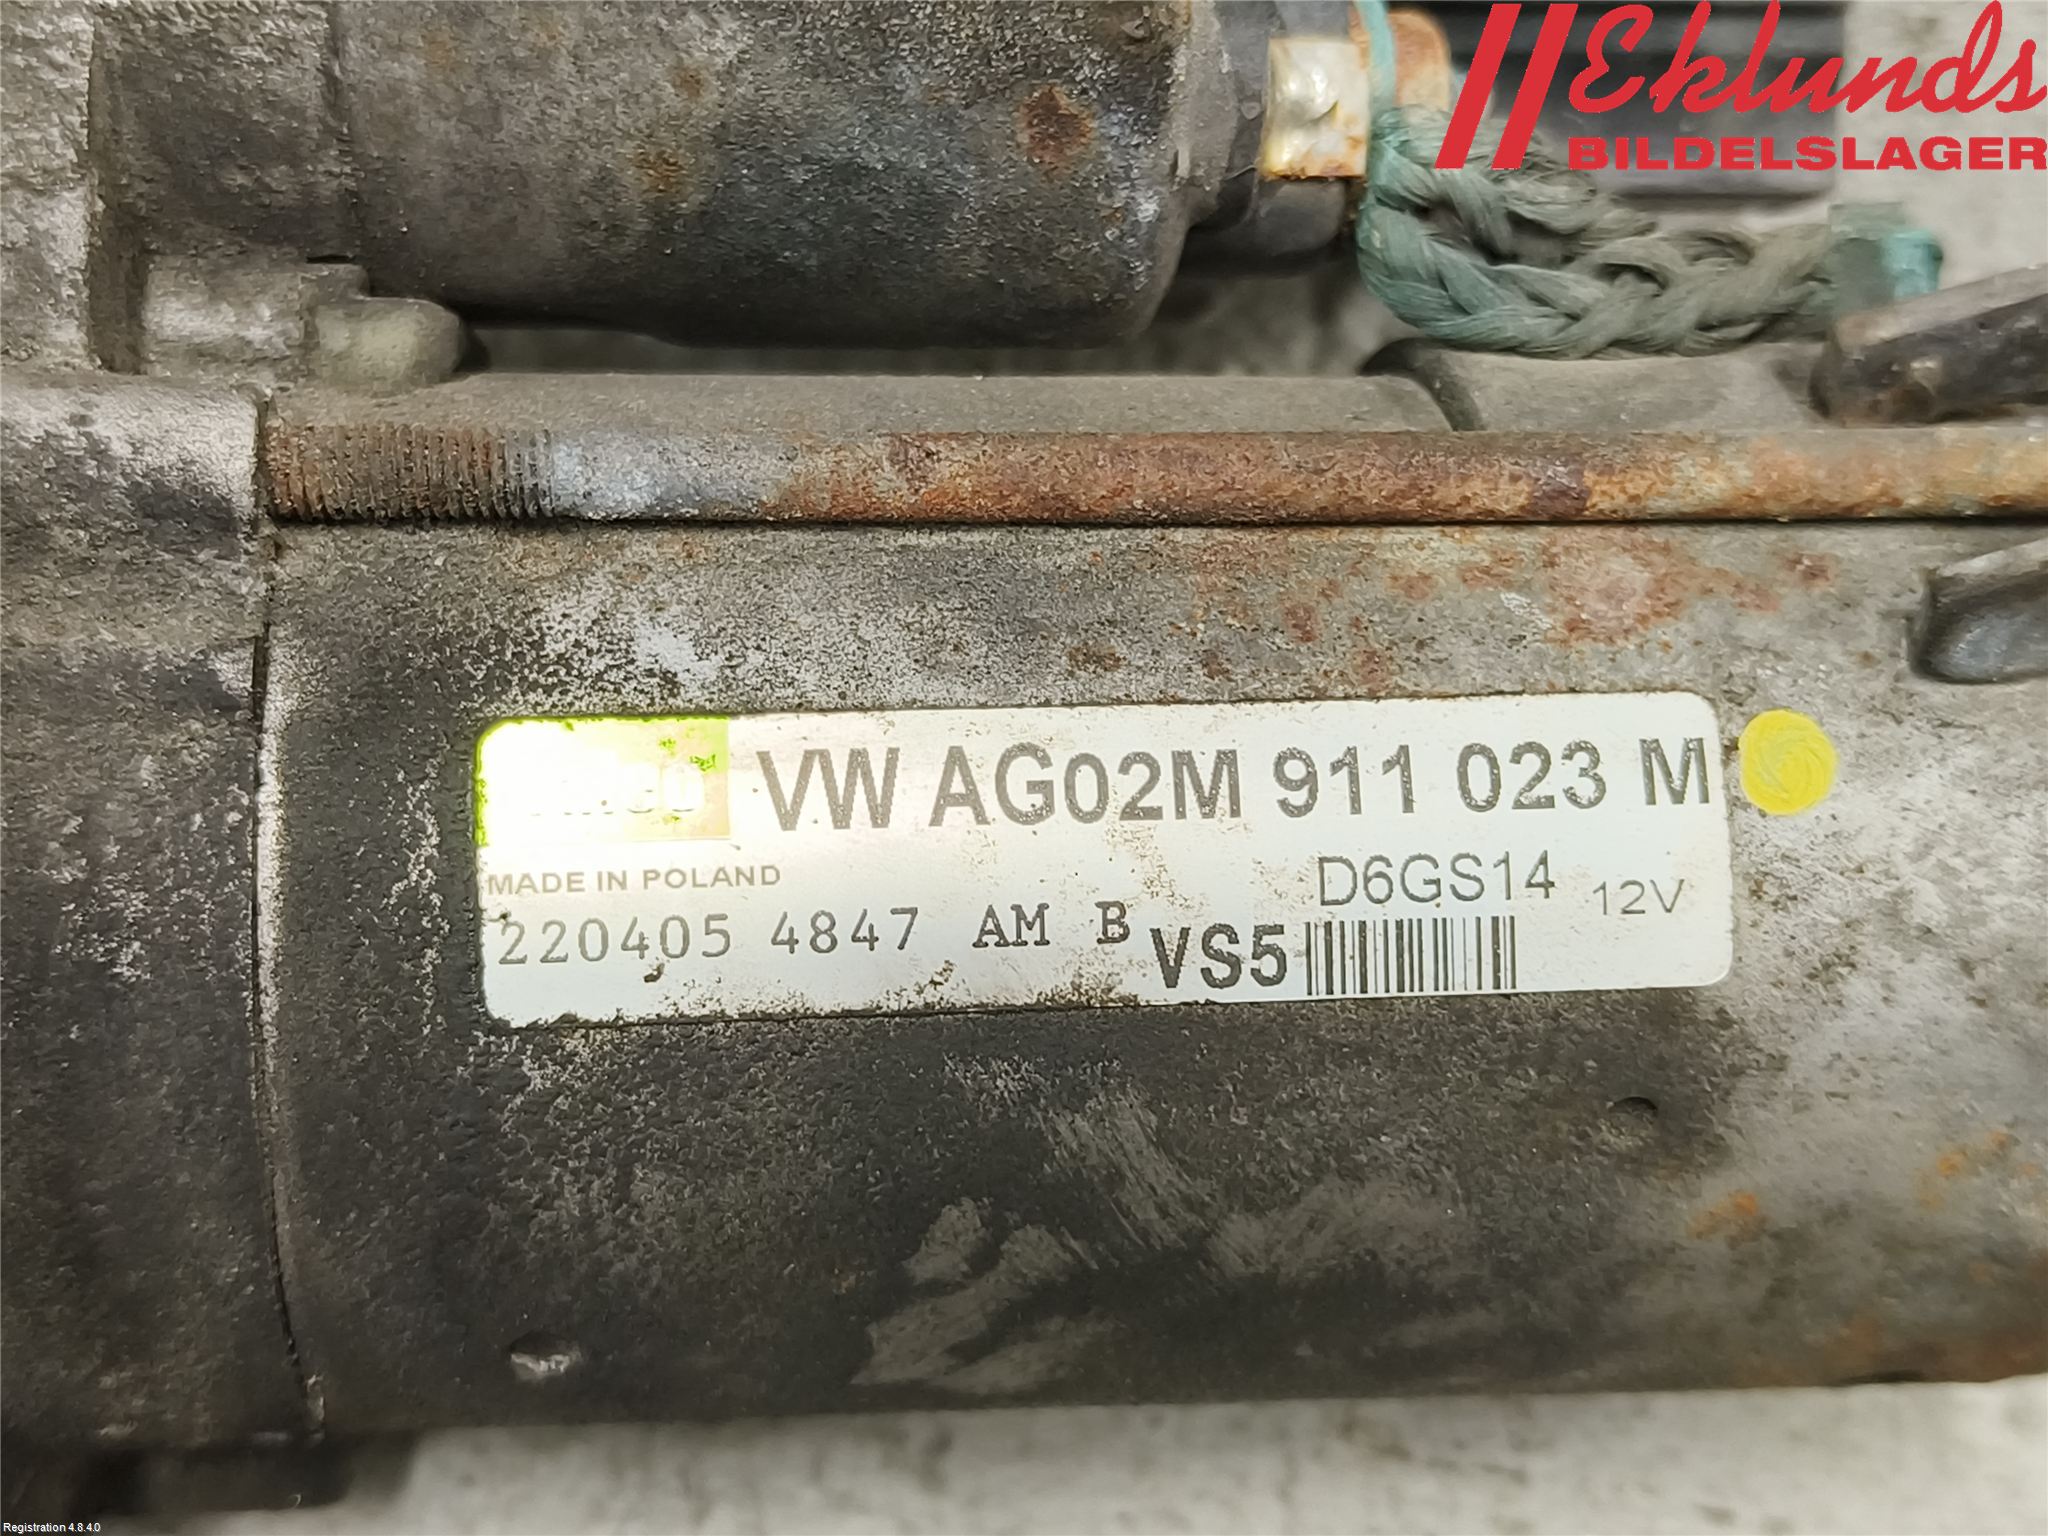 Eklunds
BILDELSLAGER
VW AG02M 911 023 M
MADE IN POLAND
D6GS14 12V
220405 4847 AM B VS5
Registration 4.8.4.0